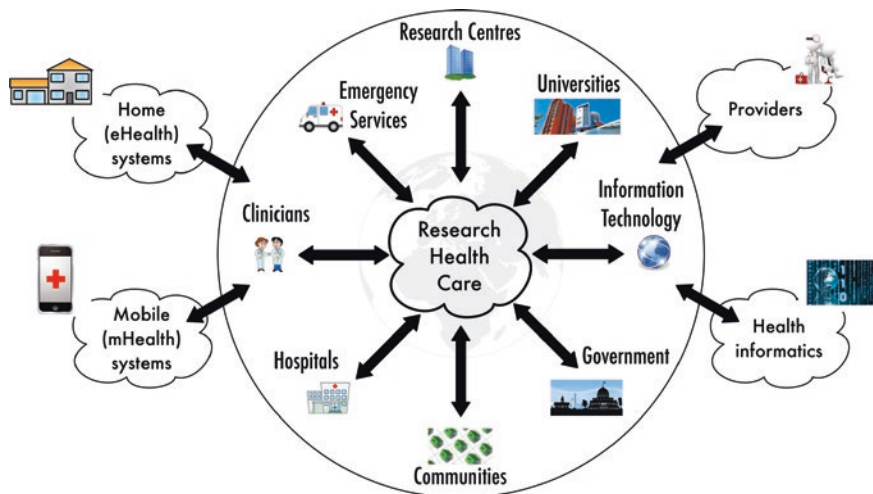 Research Centres
Emergency
Services
Universities
Home
(eHealth)
systems
Providers
Clinicians
Information
Technology
Research
Health
Care
Mobile
(mHealth)
systems
Hospitals
Government
Health
informatics
Communities